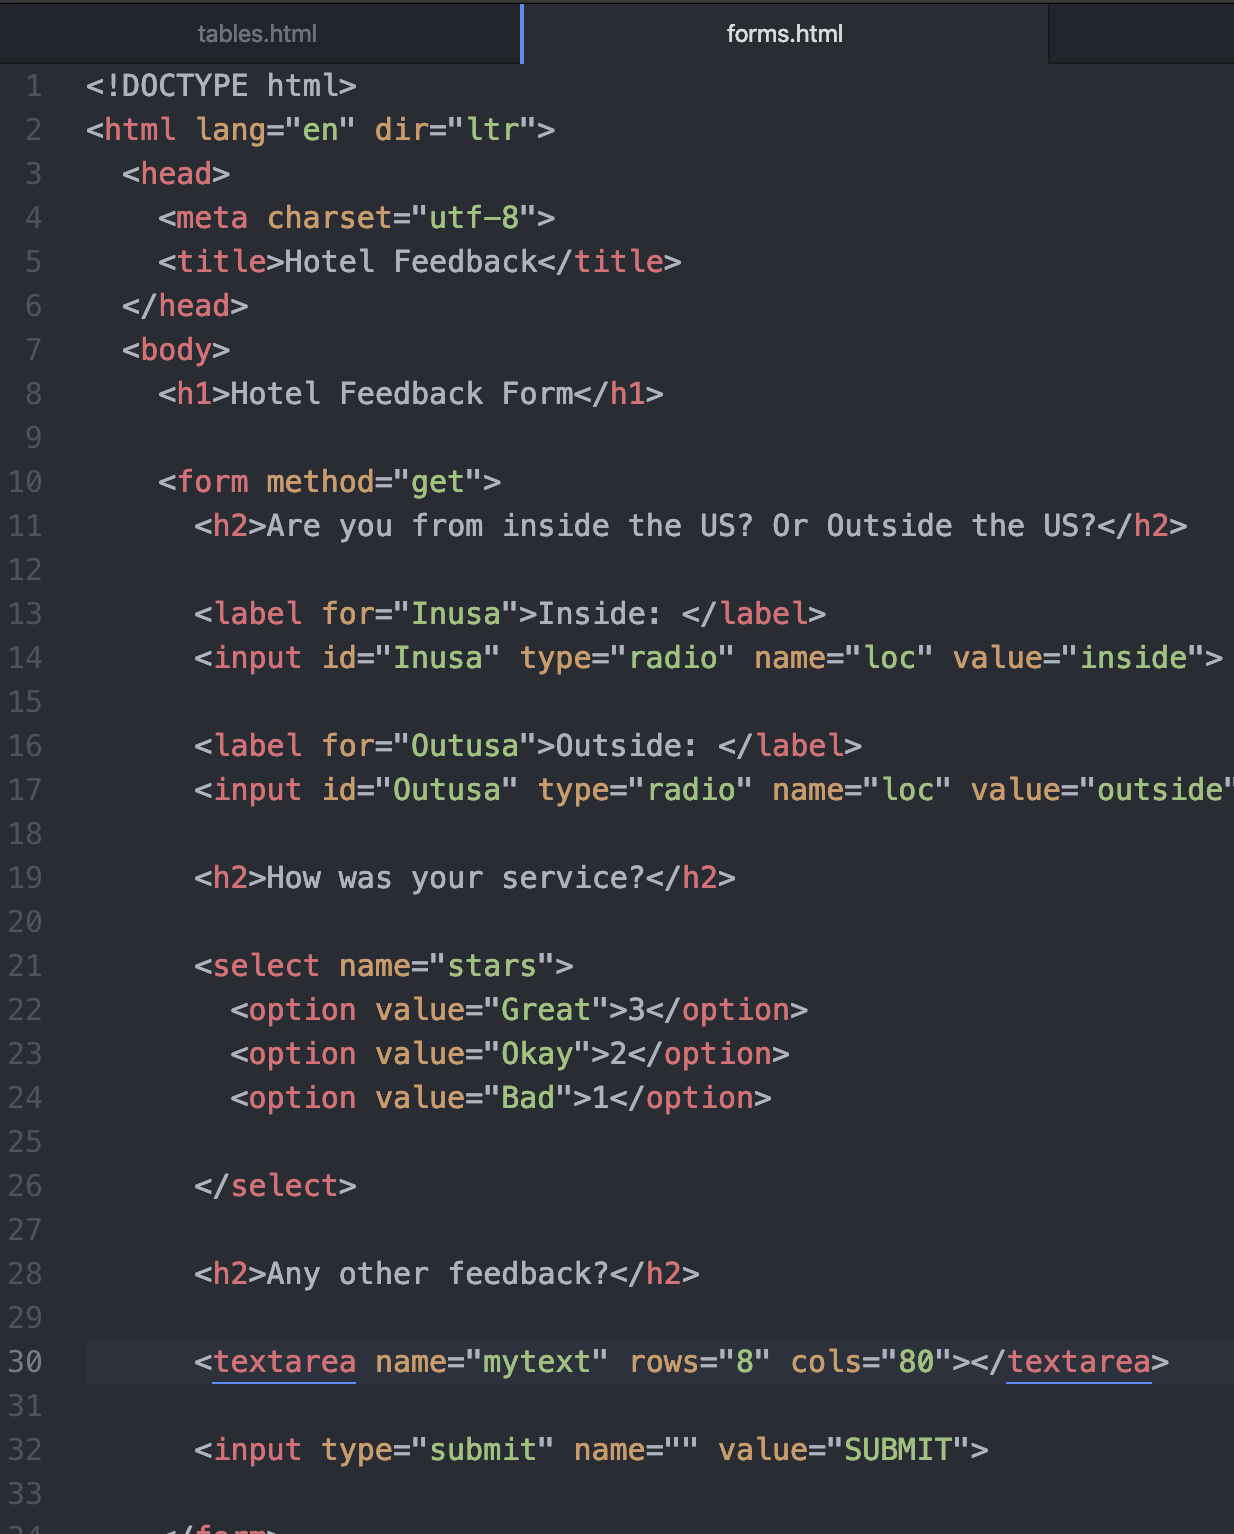 tables.html
forms.html
1 <!DOCTYPE html>
2 <html lang="en" dir="ltr">
3 <head>
4 <meta charset="utf-8">
5 <title>Hotel Feedback</title>
6 </head>
7 <body>
8 <h1>Hotel Feedback Form</h1>
9
10 <form method="get">
11 <h2>Are you from inside the US? Or Outside the US?</h2>
12
13 <label for="Inusa">Inside: </label>
14 <input id="Inusa" type="radio" name="loc" value="inside">
15
16 <label for="Outusa">Outside: </label>
17 <input id="Outusa" type="radio" name="loc" value="outside"
18
19 <h2>How was your service?</h2>
20
21 <select name="stars">
22 <option value="Great">3</option>
23 <option value="Okay">2</option>
24 <option value="Bad">1</option>
25
26 </select>
27
28 <h2>Any other feedback?</h2>
29
30 <textarea name="mytext" rows="8" cols="80"></textarea>
31
32 <input type="submit" name="" value="SUBMIT">
33
34 </form>